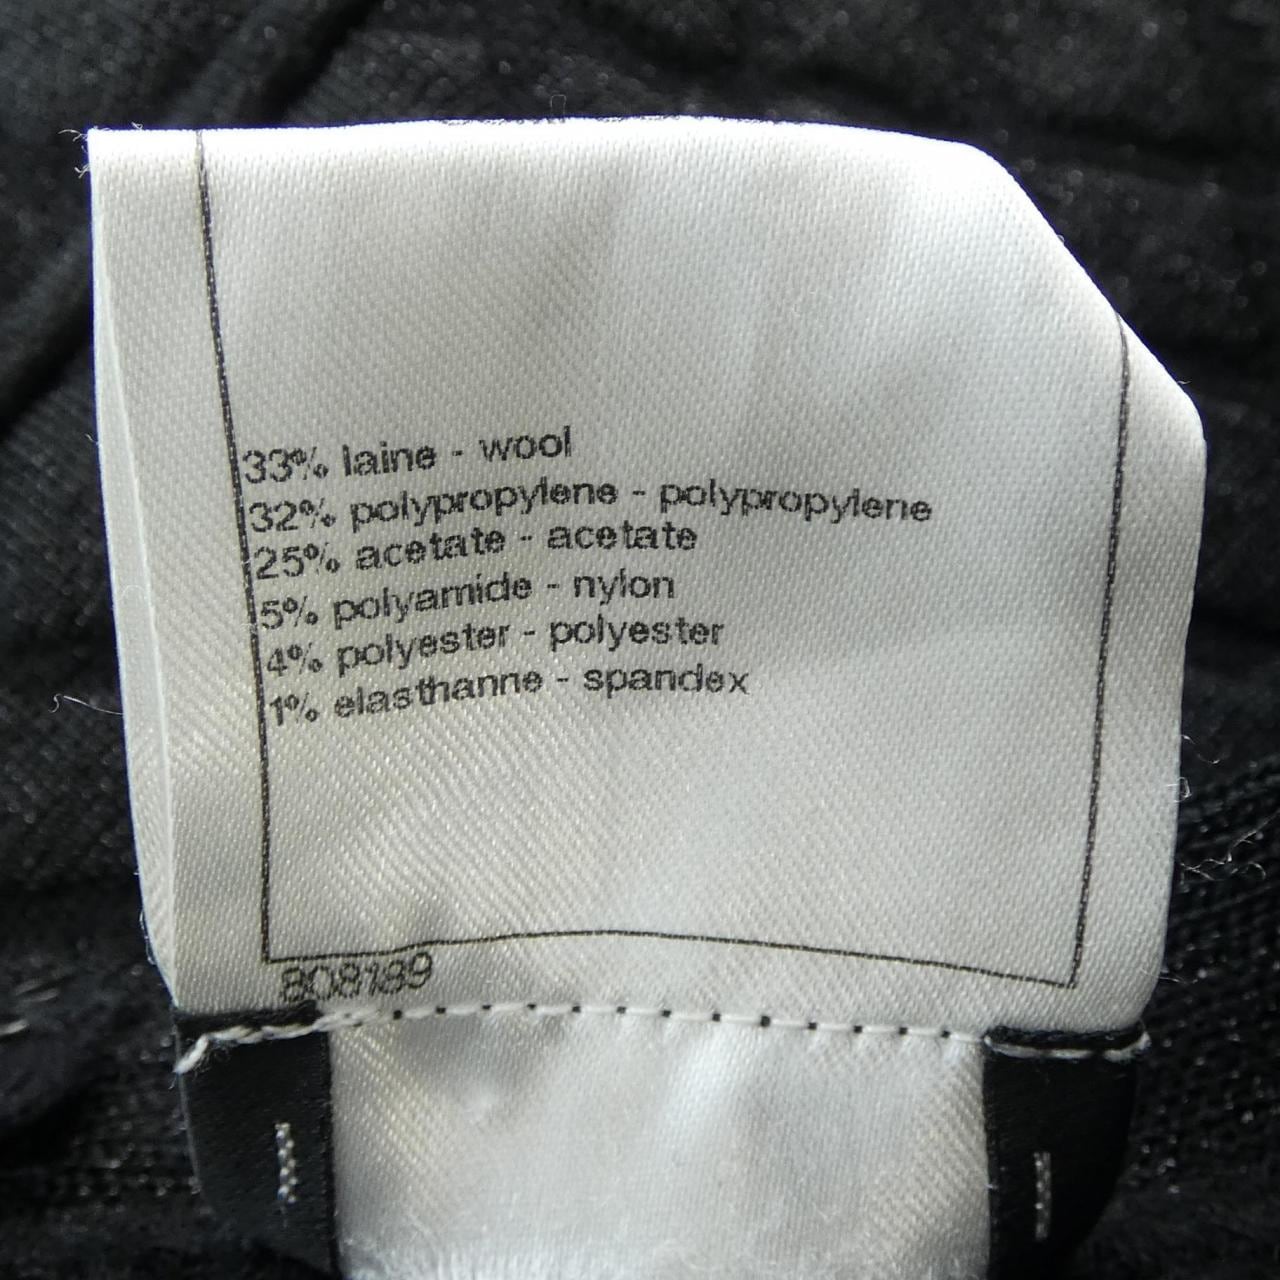 33% laine - wool
32% polypropylene - polypropylene
25% acetate - acetate
5% polyamide - nylon
4% polyester - polyester
1% elasthanne - spandex
808189